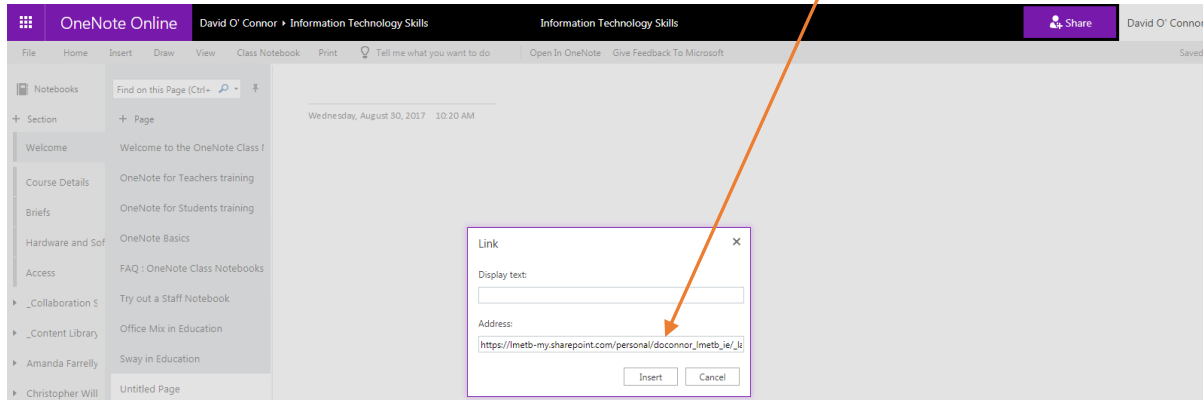 OneNote Online David O' Connor ▸ Information Technology Skills Information Technology Skills Share David O' Connor
File Home Insert Draw View Class Notebook Print Tell me what you want to do Open In OneNote Give Feedback To Microsoft Saved
Notebooks Find on this Page (Ctrl+
+ Section + Page Wednesday, August 30, 2017 10:20 AM
Welcome Welcome to the OneNote Class
Course Details OneNote for Teachers training
Briefs OneNote for Students training
Hardware and Sof OneNote Basics
Access FAQ : OneNote Class Notebooks
_Collaboration S Try out a Staff Notebook
_Content Library Office Mix in Education
Amanda Farrelly Sway in Education
Christopher Will Untitled Page
Link
Display text:
Address:
https://lmetb-my.sharepoint.com/personal/doconnor_lmetb_ie/_la
Insert Cancel